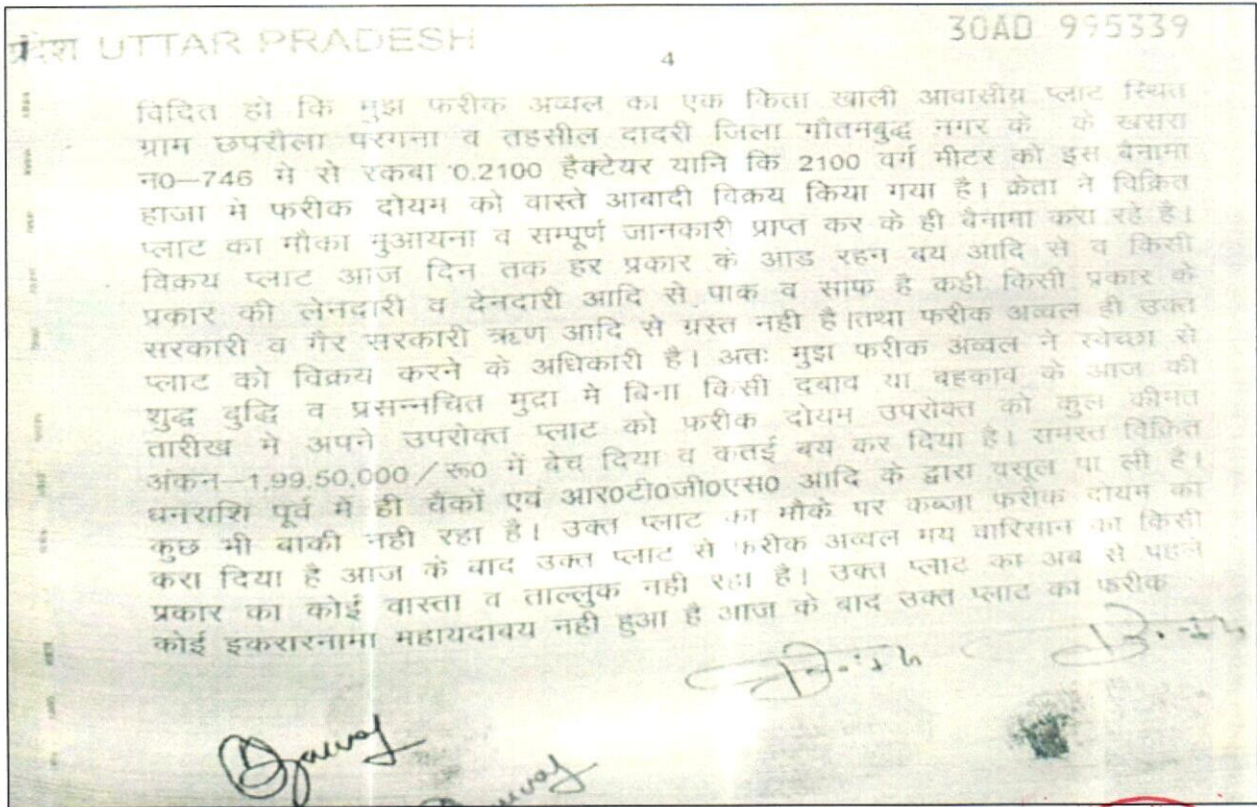 प्रदेश UTTAR PRADESH
30AD 995339
4
विदित हो कि मुझ फरीक अव्वल का एक किता खाली आवासीय प्लाट स्थित
ग्राम छपरौला परगना व तहसील दादरी जिला गौतमबुद्ध नगर के के खसरा
न0–746 मे से रकबा 0.2100 हैक्टेयर यानि कि 2100 वर्ग मीटर को इस बैनामा
हाजा मे फरीक दोयम को वास्ते आबादी विक्रय किया गया है। क्रेता ने विक्रित
प्लाट का मौका मुआयना व सम्पूर्ण जानकारी प्राप्त कर के ही बैनामा करा रहे है।
विक्रय प्लाट आज दिन तक हर प्रकार के आड रहन बय आदि से व किसी
प्रकार की लेनदारी व देनदारी आदि से पाक व साफ है कही किसी प्रकार के
सरकारी व गैर सरकारी ऋण आदि से ग्रस्त नही है।तथा फरीक अव्वल ही उक्त
प्लाट को विक्रय करने के अधिकारी है। अतः मुझ फरीक अव्वल ने स्वेच्छा से
शुद्ध बुद्धि व प्रसन्नचित मुद्रा मे बिना किसी दबाव या बहकाव के आज की
तारीख मे अपने उपरोक्त प्लाट को फरीक दोयम उपरोक्त को कुल कीमत
अंकन–1,99,50,000/रू0 में बेच दिया व कतई बय कर दिया है। समस्त विक्रित
धनराशि पूर्व में ही बैकों एवं आर0टी0जी0एस0 आदि के द्वारा वसूल पा ली है।
कुछ भी बाकी नही रहा है। उक्त प्लाट का मौके पर कब्जा फरीक दोयम को
करा दिया है आज के बाद उक्त प्लाट से फरीक अव्वल मय वारिसान का किसी
प्रकार का कोई वास्ता व ताल्लुक नही रहा है। उक्त प्लाट का अब से पहले
कोई इकरारनामा महायदाबय नही हुआ है आज के बाद उक्त प्लाट का फरीक